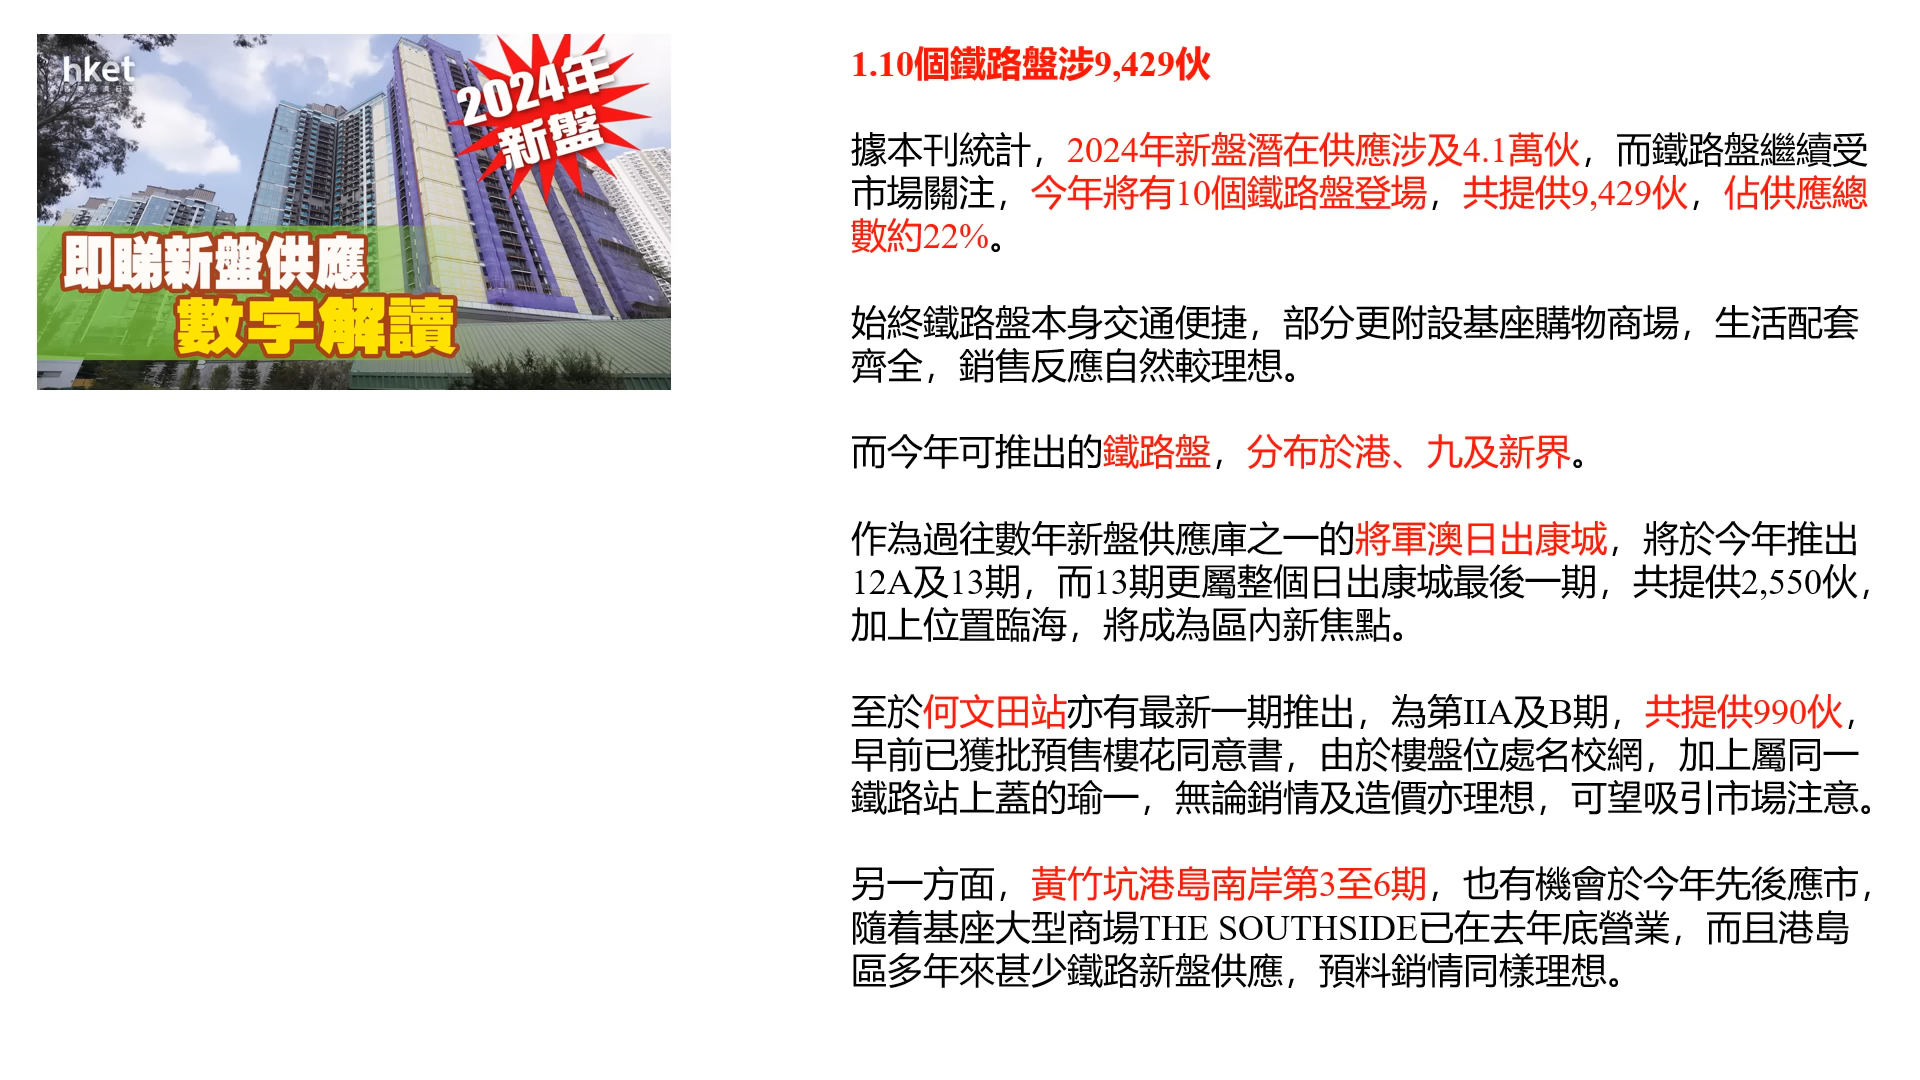 hket
2024年
新盤
即睇新盤供應
數字解讀
1.10個鐵路盤涉9,429伙
據本刊統計，2024年新盤潛在供應涉及4.1萬伙，而鐵路盤繼續受
市場關注，今年將有10個鐵路盤登場，共提供9,429伙，佔供應總
數約22%。
始終鐵路盤本身交通便捷，部分更附設基座購物商場，生活配套
齊全，銷售反應自然較理想。
而今年可推出的鐵路盤，分布於港、九及新界。
作為過往數年新盤供應庫之一的將軍澳日出康城，將於今年推出
12A及13期，而13期更屬整個日出康城最後一期，共提供2,550伙，
加上位置臨海，將成為區內新焦點。
至於何文田站亦有最新一期推出，為第IIA及B期，共提供990伙，
早前已獲批預售樓花同意書，由於樓盤位處名校網，加上屬同一
鐵路站上蓋的瑜一，無論銷情及造價亦理想，可望吸引市場注意。
另一方面，黃竹坑港島南岸第3至6期，也有機會於今年先後應市，
隨着基座大型商場THE SOUTHSIDE已在去年底營業，而且港島
區多年來甚少鐵路新盤供應，預料銷情同樣理想。